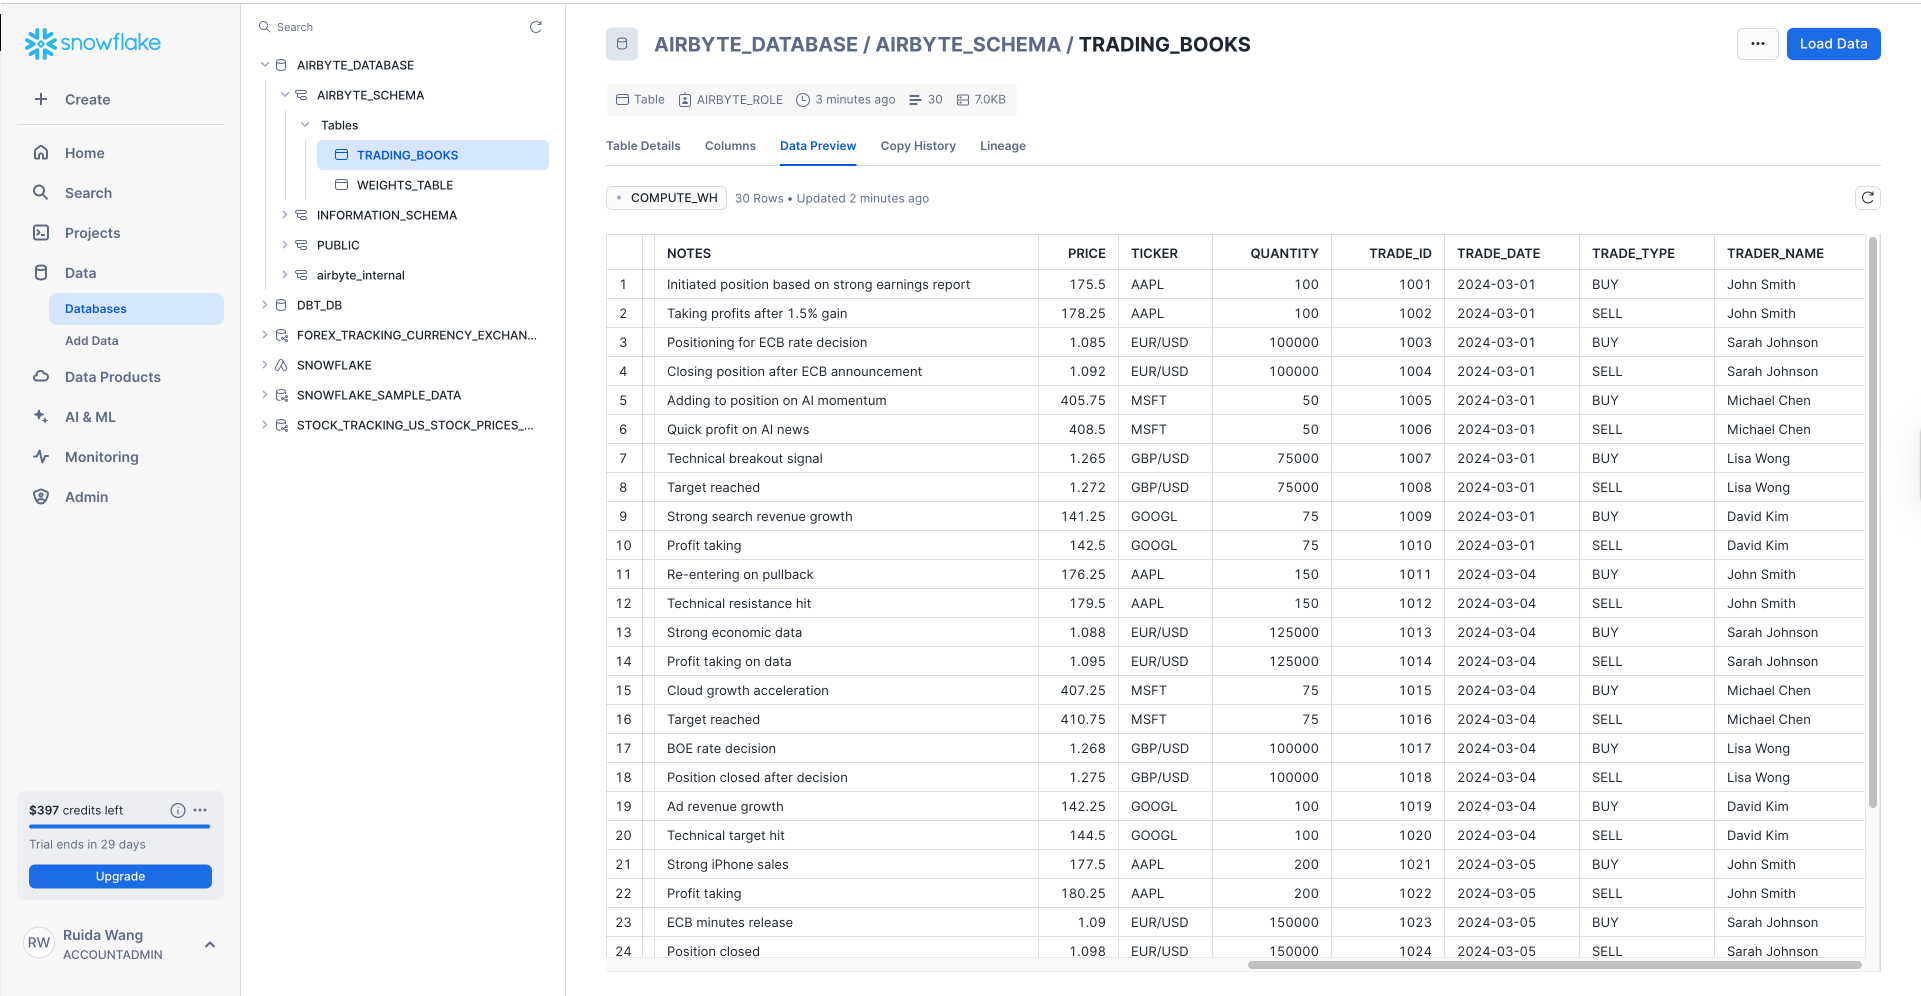 snowflake
Create
Home
Search
Projects
Data
Databases
Add Data
Data Products
AI & ML
Monitoring
Admin
$397 credits left
Trial ends in 29 days
Upgrade
RW
Ruida Wang
ACCOUNTADMIN
Search
AIRBYTE_DATABASE
AIRBYTE_SCHEMA
Tables
TRADING_BOOKS
WEIGHTS_TABLE
INFORMATION_SCHEMA
PUBLIC
airbyte_internal
DBT_DB
FOREX_TRACKING_CURRENCY_EXCHAN...
SNOWFLAKE
SNOWFLAKE_SAMPLE_DATA
STOCK_TRACKING_US_STOCK_PRICES_...
AIRBYTE_DATABASE / AIRBYTE_SCHEMA / TRADING_BOOKS
Load Data
Table AIRBYTE_ROLE 3 minutes ago 30 7.0KB
Table Details Columns Data Preview Copy History Lineage
COMPUTE_WH 30 Rows • Updated 2 minutes ago
NOTES PRICE TICKER QUANTITY TRADE_ID TRADE_DATE TRADE_TYPE TRADER_NAME
1 Initiated position based on strong earnings report 175.5 AAPL 100 1001 2024-03-01 BUY John Smith
2 Taking profits after 1.5% gain 178.25 AAPL 100 1002 2024-03-01 SELL John Smith
3 Positioning for ECB rate decision 1.085 EUR/USD 100000 1003 2024-03-01 BUY Sarah Johnson
4 Closing position after ECB announcement 1.092 EUR/USD 100000 1004 2024-03-01 SELL Sarah Johnson
5 Adding to position on AI momentum 405.75 MSFT 50 1005 2024-03-01 BUY Michael Chen
6 Quick profit on AI news 408.5 MSFT 50 1006 2024-03-01 SELL Michael Chen
7 Technical breakout signal 1.265 GBP/USD 75000 1007 2024-03-01 BUY Lisa Wong
8 Target reached 1.272 GBP/USD 75000 1008 2024-03-01 SELL Lisa Wong
9 Strong search revenue growth 141.25 GOOGL 75 1009 2024-03-01 BUY David Kim
10 Profit taking 142.5 GOOGL 75 1010 2024-03-01 SELL David Kim
11 Re-entering on pullback 176.25 AAPL 150 1011 2024-03-04 BUY John Smith
12 Technical resistance hit 179.5 AAPL 150 1012 2024-03-04 SELL John Smith
13 Strong economic data 1.088 EUR/USD 125000 1013 2024-03-04 BUY Sarah Johnson
14 Profit taking on data 1.095 EUR/USD 125000 1014 2024-03-04 SELL Sarah Johnson
15 Cloud growth acceleration 407.25 MSFT 75 1015 2024-03-04 BUY Michael Chen
16 Target reached 410.75 MSFT 75 1016 2024-03-04 SELL Michael Chen
17 BOE rate decision 1.268 GBP/USD 100000 1017 2024-03-04 BUY Lisa Wong
18 Position closed after decision 1.275 GBP/USD 100000 1018 2024-03-04 SELL Lisa Wong
19 Ad revenue growth 142.25 GOOGL 100 1019 2024-03-04 BUY David Kim
20 Technical target hit 144.5 GOOGL 100 1020 2024-03-04 SELL David Kim
21 Strong iPhone sales 177.5 AAPL 200 1021 2024-03-05 BUY John Smith
22 Profit taking 180.25 AAPL 200 1022 2024-03-05 SELL John Smith
23 ECB minutes release 1.09 EUR/USD 150000 1023 2024-03-05 BUY Sarah Johnson
24 Position closed 1.098 EUR/USD 150000 1024 2024-03-05 SELL Sarah Johnson